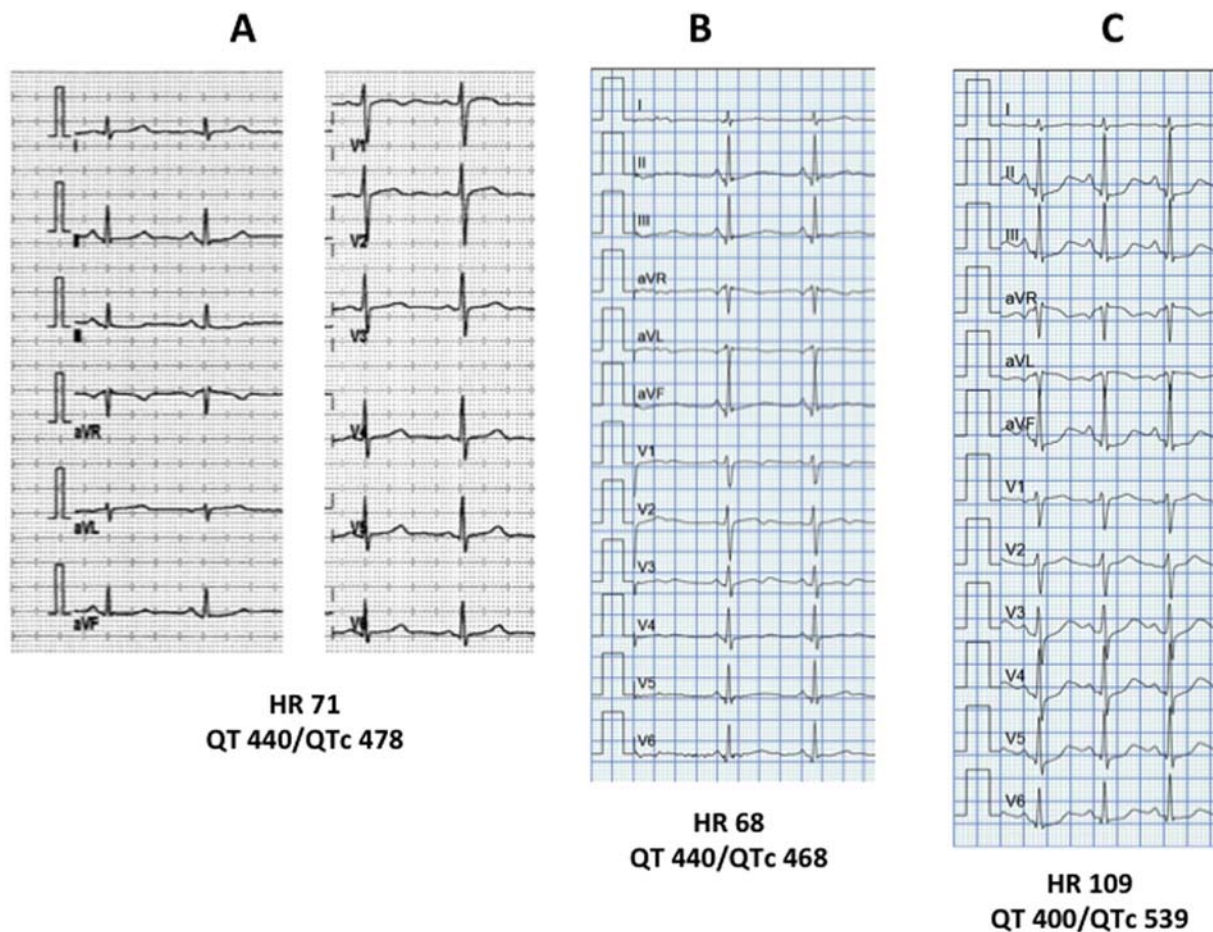 A
I
aVR
aVL
aVF
V1
V2
V3
V4
V5
V6
HR 71
QT 440/QTc 478
B
I
II
III
aVR
aVL
aVF
V1
V2
V3
V4
V5
V6
HR 68
QT 440/QTc 468
C
I
II
III
aVR
aVL
aVF
V1
V2
V3
V4
V5
V6
HR 109
QT 400/QTc 539